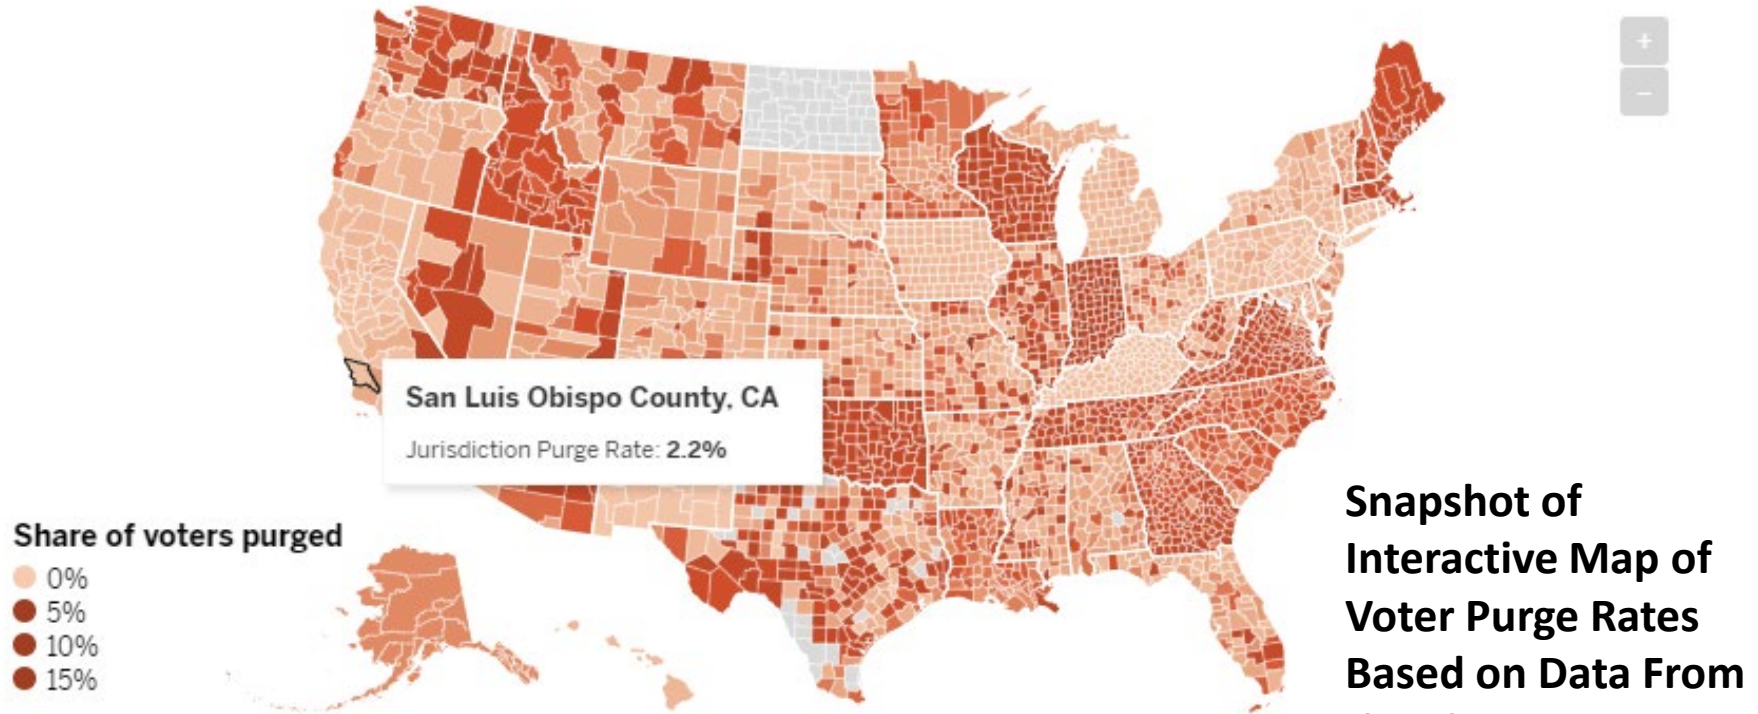 +
−
San Luis Obispo County, CA
Jurisdiction Purge Rate: 2.2%
Share of voters purged
0%
5%
10%
15%
Snapshot of
Interactive Map of
Voter Purge Rates
Based on Data From